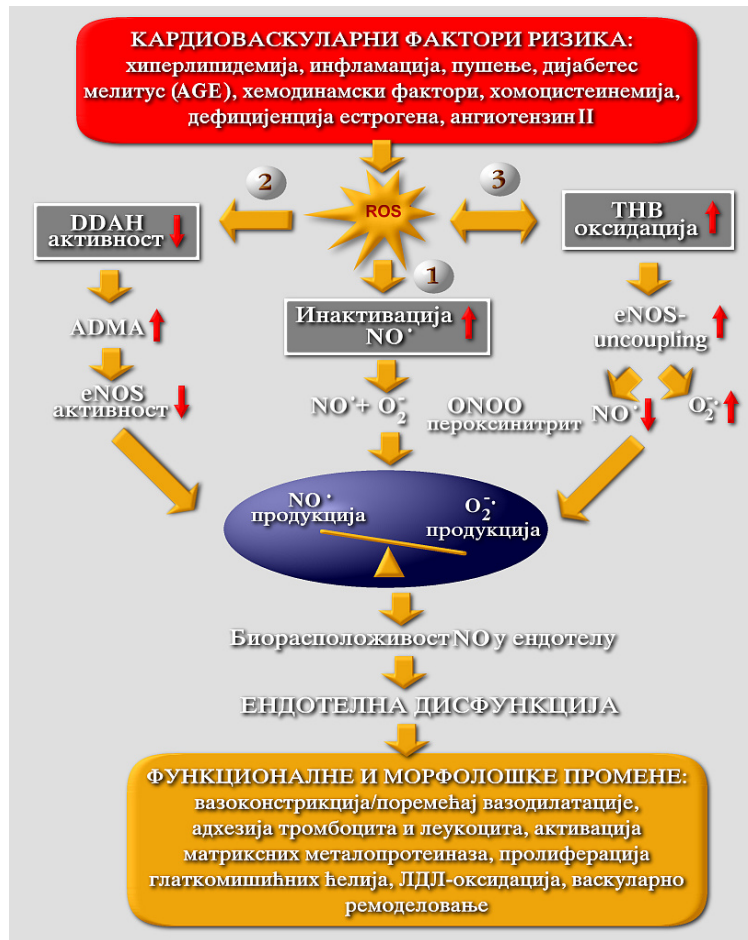 КАРДИОВАСКУЛАРНИ ФАКТОРИ РИЗИКА:
хиперлипидемија, инфламација, пушење, дијабетес
мелитус (AGE), хемодинамски фактори, хомоцистеинемија,
дефицијенција естрогена, ангиотензин II
2
3
ROS
DDAH
активност
THB
оксидација
1
Инактивација
NO•
ADMA
eNOS-
uncoupling
eNOS
активност
NO•+ O2-
ONOO
пероксинитрит
NO•
O2-•
NO•
продукција
O2-•
продукција
Биорасположивост NO у ендотелу
ЕНДОТЕЛНА ДИСФУНКЦИЈА
ФУНКЦИОНАЛНЕ И МОРФОЛОШКЕ ПРОМЕНЕ:
вазоконстрикција/поремећај вазодилатације,
адхезија тромбоцита и леукоцита, активација
матриксних металопротеиназа, пролиферација
глаткомишићних ћелија, ЛДЛ-оксидација, васкуларно
ремоделовање